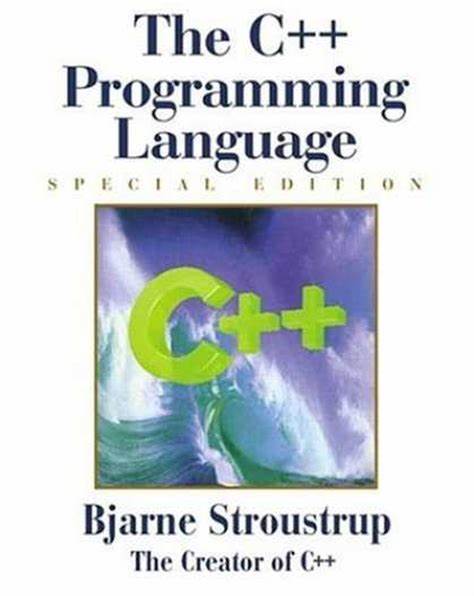 The C++
Programming
Language
SPECIAL EDITION
C++
Bjarne Stroustrup
The Creator of C++